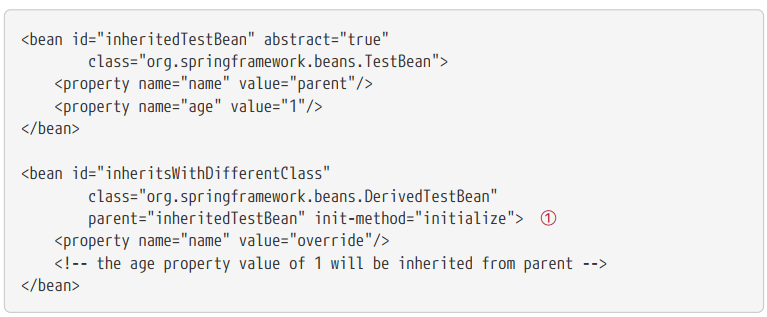 <bean id="inheritedTestBean" abstract="true"
        class="org.springframework.beans.TestBean">
    <property name="name" value="parent"/>
    <property name="age" value="1"/>
</bean>

<bean id="inheritsWithDifferentClass"
        class="org.springframework.beans.DerivedTestBean"
        parent="inheritedTestBean" init-method="initialize">  ①
    <property name="name" value="override"/>
    <!-- the age property value of 1 will be inherited from parent -->
</bean>